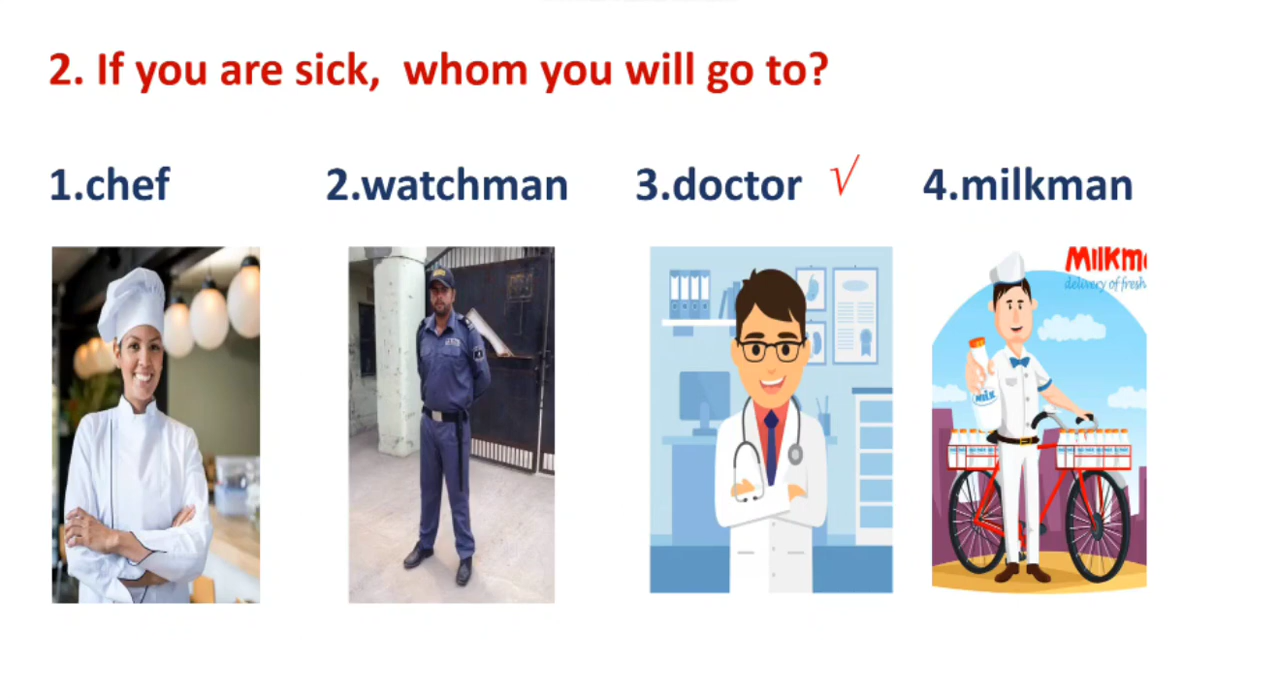 2. If you are sick, whom you will go to?
1.chef 2.watchman 3.doctor √ 4.milkman
Milkm
delivery of fresh
MILK